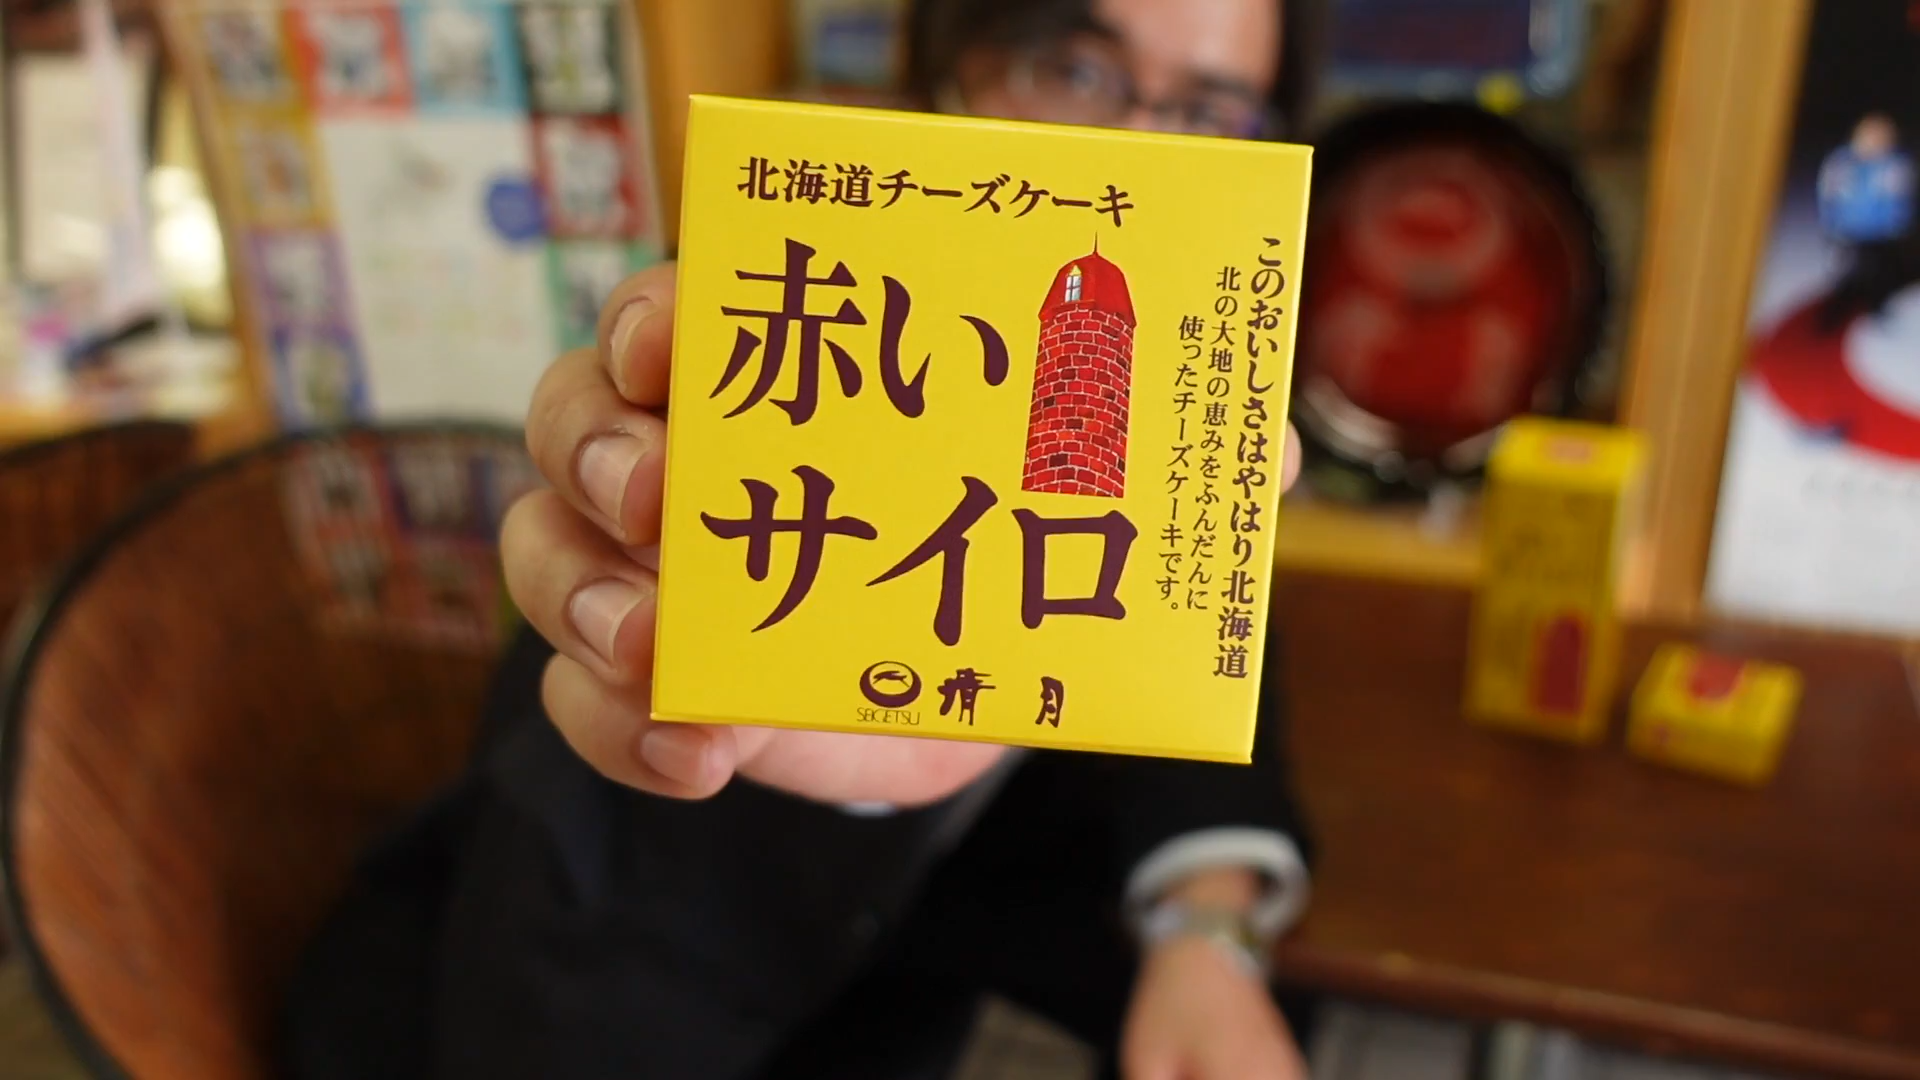 北海道チーズケーキ
赤い
サイロ
このおいしさはやはり北海道
北の大地の恵みをふんだんに
使ったチーズケーキです。
SEIGETSU
清月